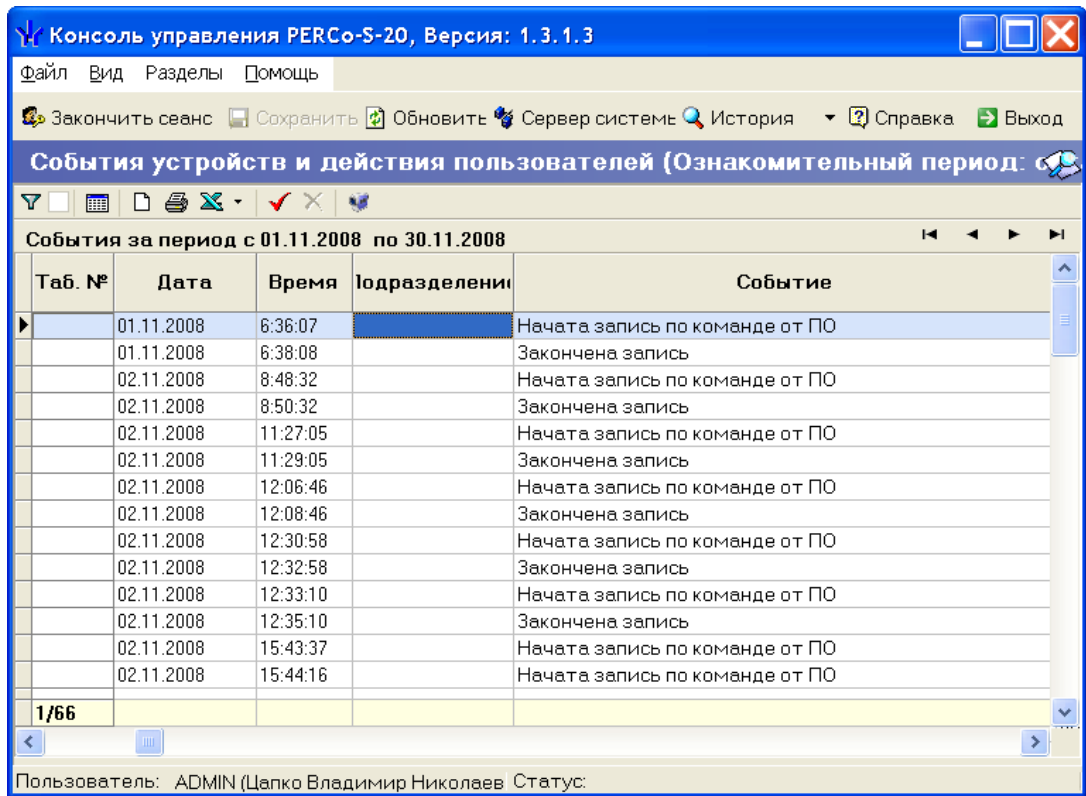 Консоль управления PERCo-S-20, Версия: 1.3.1.3
Файл Вид Разделы Помощь
Закончить сеанс Сохранить Обновить Сервер системы История Справка Выход
События устройств и действия пользователей (Ознакомительный период: с
События за период с 01.11.2008 по 30.11.2008
Таб. № Дата Время Подразделени Событие
01.11.2008 6:36:07 Начата запись по команде от ПО
01.11.2008 6:38:08 Закончена запись
02.11.2008 8:48:32 Начата запись по команде от ПО
02.11.2008 8:50:32 Закончена запись
02.11.2008 11:27:05 Начата запись по команде от ПО
02.11.2008 11:29:05 Закончена запись
02.11.2008 12:06:46 Начата запись по команде от ПО
02.11.2008 12:08:46 Закончена запись
02.11.2008 12:30:58 Начата запись по команде от ПО
02.11.2008 12:32:58 Закончена запись
02.11.2008 12:33:10 Начата запись по команде от ПО
02.11.2008 12:35:10 Закончена запись
02.11.2008 15:43:37 Начата запись по команде от ПО
02.11.2008 15:44:16 Начата запись по команде от ПО
1/66
Пользователь: ADMIN (Цапко Владимир Николаев Статус: